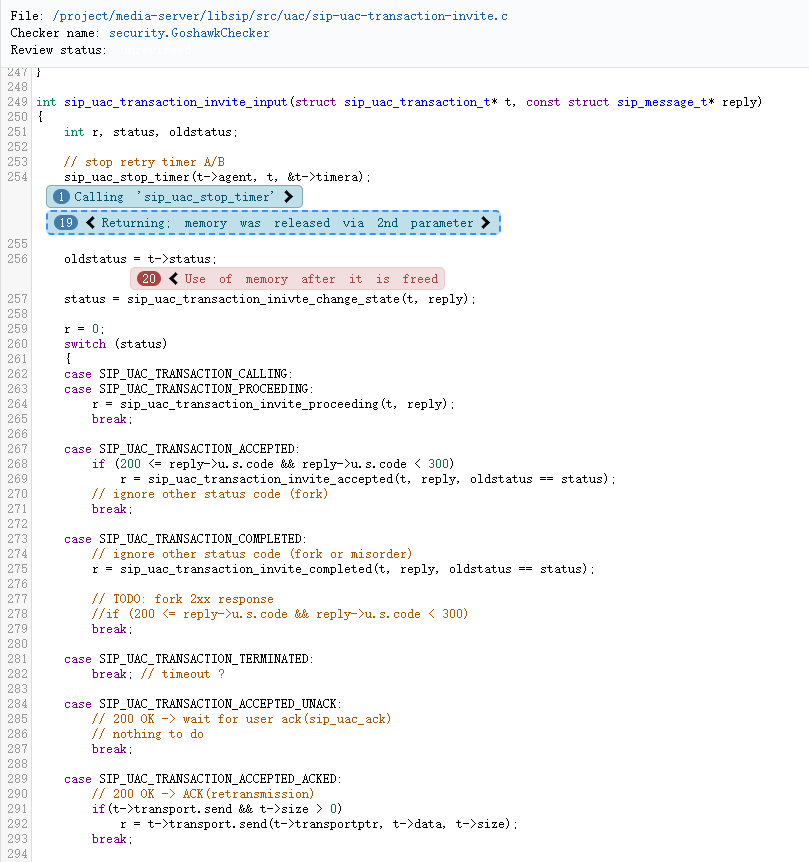 File: /project/media-server/libsip/src/uac/sip-uac-transaction-invite.c
Checker name: security.GoshawkChecker
Review status:
247 }
248
249 int sip_uac_transaction_invite_input(struct sip_uac_transaction_t* t, const struct sip_message_t* reply)
250 {
251     int r, status, oldstatus;
252
253     // stop retry timer A/B
254     sip_uac_stop_timer(t->agent, t, &t->timera);
1 Calling 'sip_uac_stop_timer'
19 Returning; memory was released via 2nd parameter
255
256     oldstatus = t->status;
20 Use of memory after it is freed
257     status = sip_uac_transaction_inivte_change_state(t, reply);
258
259     r = 0;
260     switch (status)
261     {
262     case SIP_UAC_TRANSACTION_CALLING:
263     case SIP_UAC_TRANSACTION_PROCEEDING:
264         r = sip_uac_transaction_invite_proceeding(t, reply);
265         break;
266
267     case SIP_UAC_TRANSACTION_ACCEPTED:
268         if (200 <= reply->u.s.code && reply->u.s.code < 300)
269             r = sip_uac_transaction_invite_accepted(t, reply, oldstatus == status);
270         // ignore other status code (fork)
271         break;
272
273     case SIP_UAC_TRANSACTION_COMPLETED:
274         // ignore other status code (fork or misorder)
275         r = sip_uac_transaction_invite_completed(t, reply, oldstatus == status);
276
277         // TODO: fork 2xx response
278         //if (200 <= reply->u.s.code && reply->u.s.code < 300)
279         break;
280
281     case SIP_UAC_TRANSACTION_TERMINATED:
282         break; // timeout ?
283
284     case SIP_UAC_TRANSACTION_ACCEPTED_UNACK:
285         // 200 OK -> wait for user ack(sip_uac_ack)
286         // nothing to do
287         break;
288
289     case SIP_UAC_TRANSACTION_ACCEPTED_ACKED:
290         // 200 OK -> ACK(retransmission)
291         if(t->transport.send && t->size > 0)
292             r = t->transport.send(t->transportptr, t->data, t->size);
293         break;
294